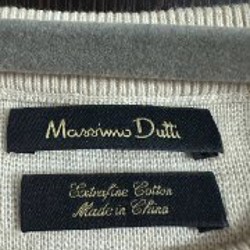 Massimo Dutti
Extrafine Cotton
Made in China